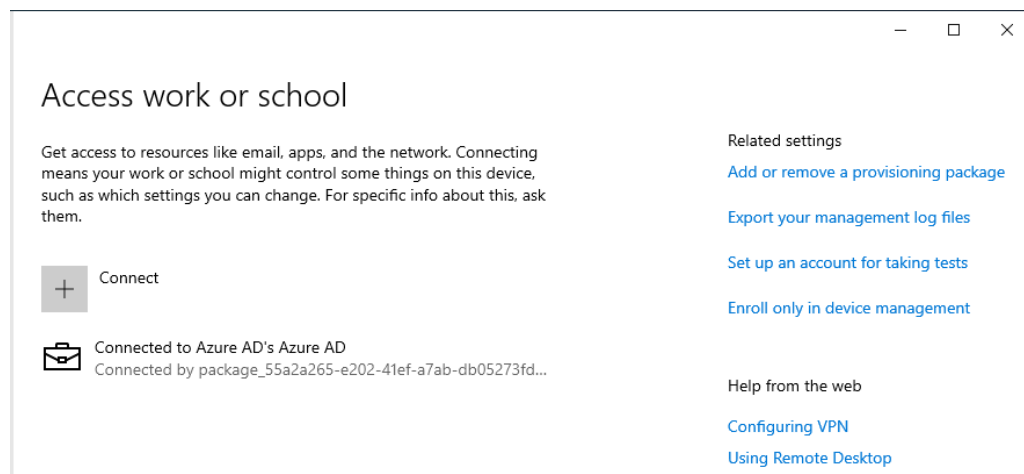 Access work or school
Get access to resources like email, apps, and the network. Connecting
means your work or school might control some things on this device,
such as which settings you can change. For specific info about this, ask
them.
Connect
Connected to Azure AD's Azure AD
Connected by package_55a2a265-e202-41ef-a7ab-db05273fd...
Related settings
Add or remove a provisioning package
Export your management log files
Set up an account for taking tests
Enroll only in device management
Help from the web
Configuring VPN
Using Remote Desktop